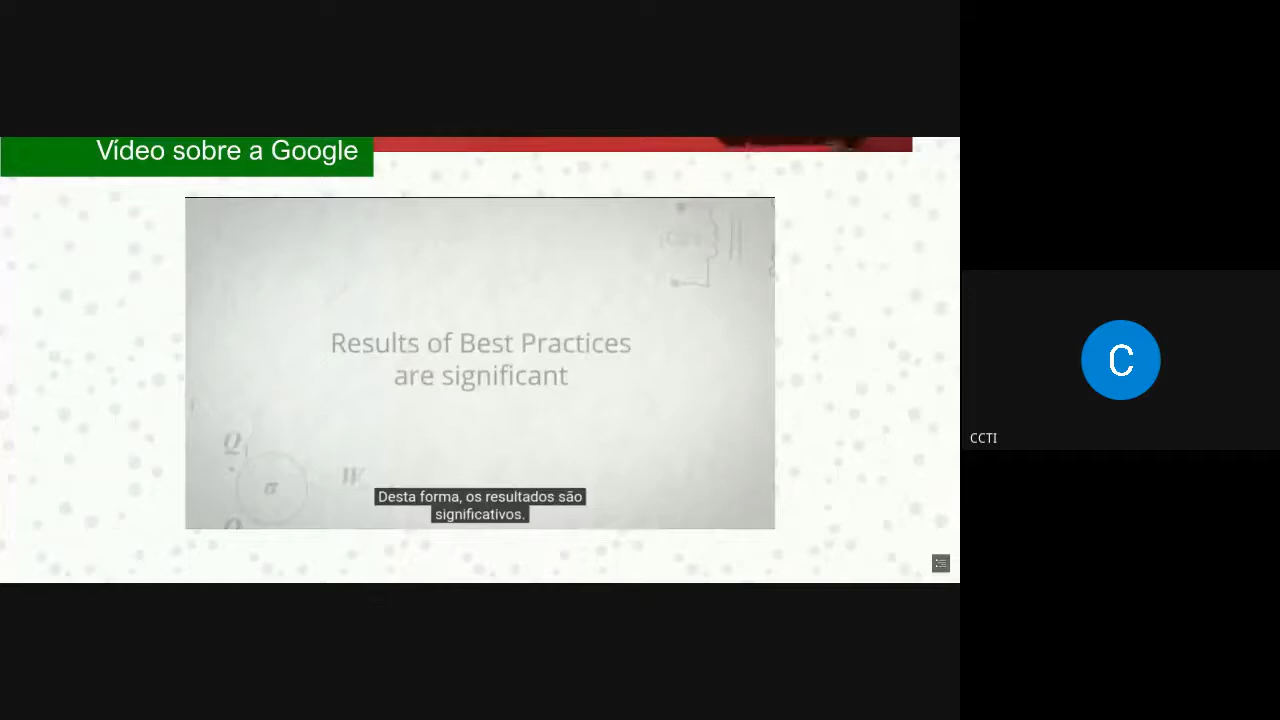 Vídeo sobre a Google
Results of Best Practices
are significant
Q
σ
W
Desta forma, os resultados são
significativos.
C
CCTI